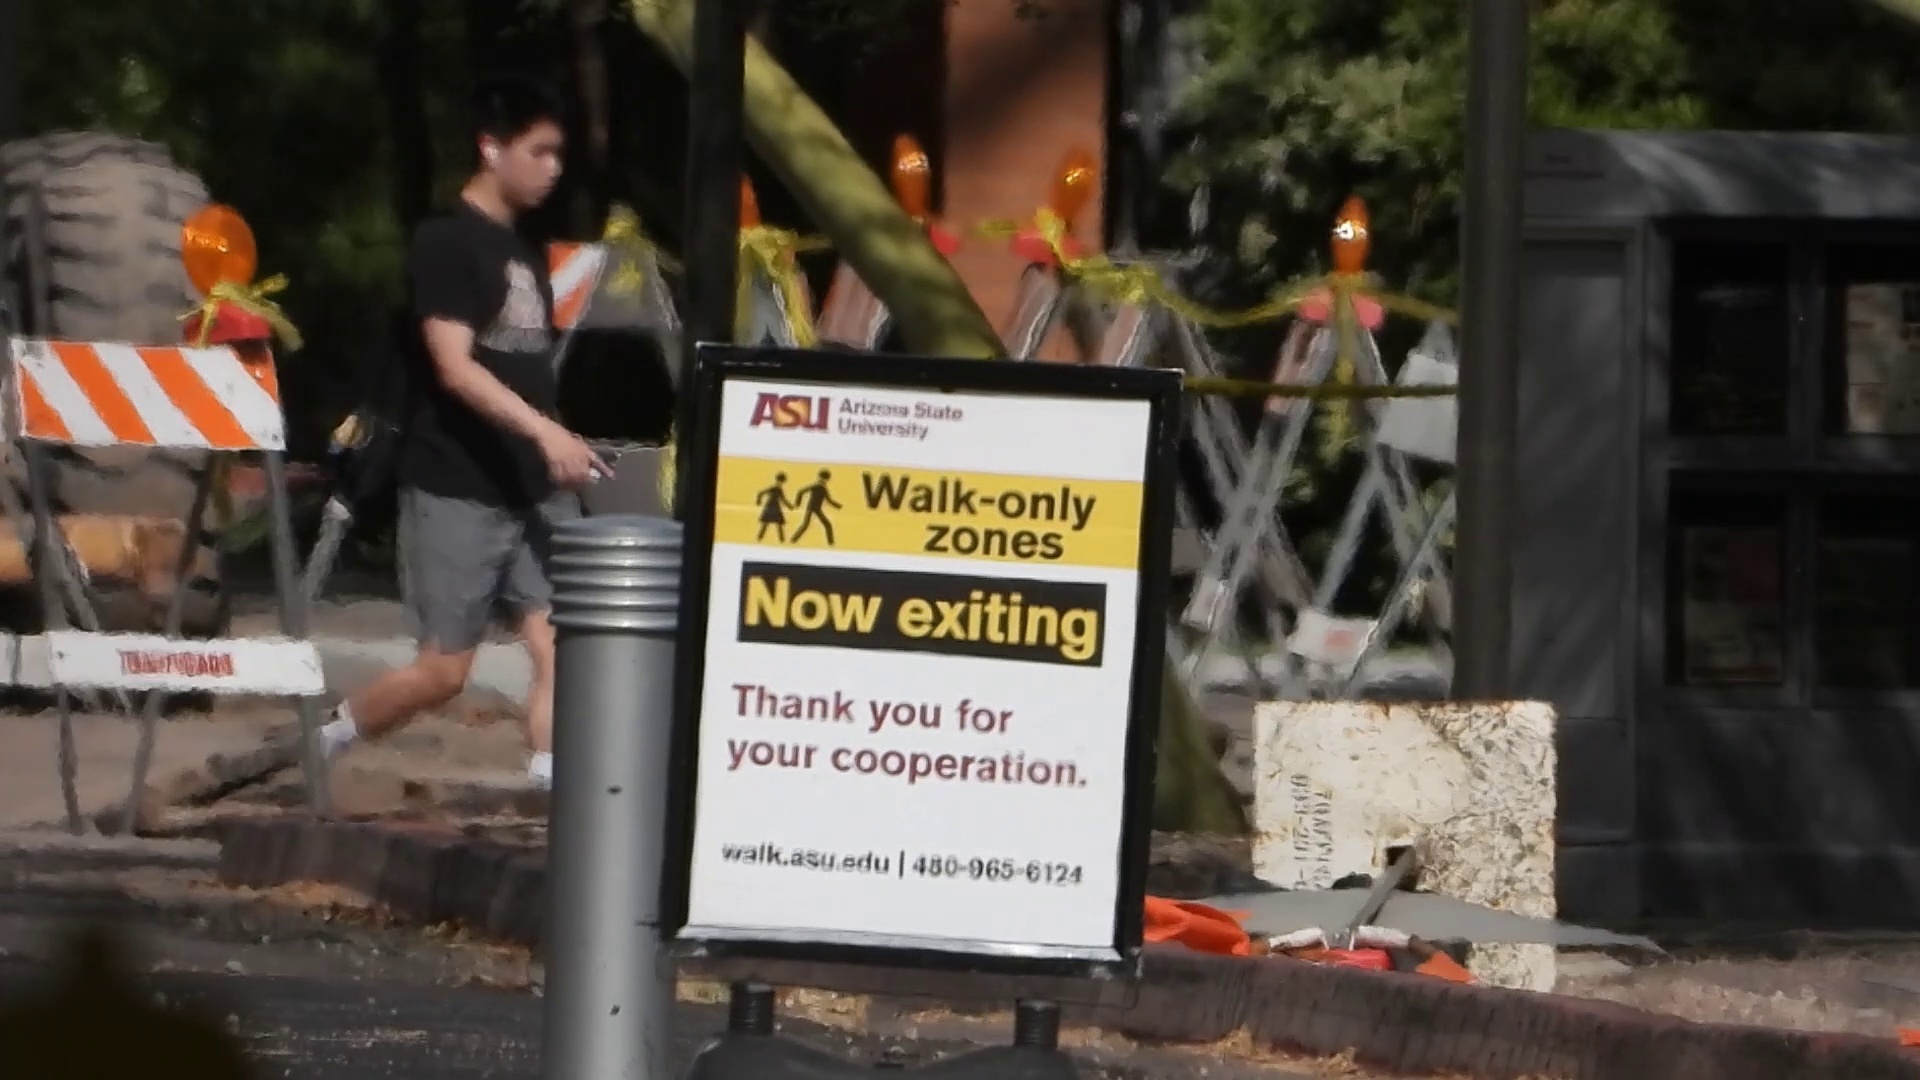 ASU Arizona State
University
Walk-only
zones
Now exiting
Thank you for
your cooperation.
walk.asu.edu | 480-965-6124